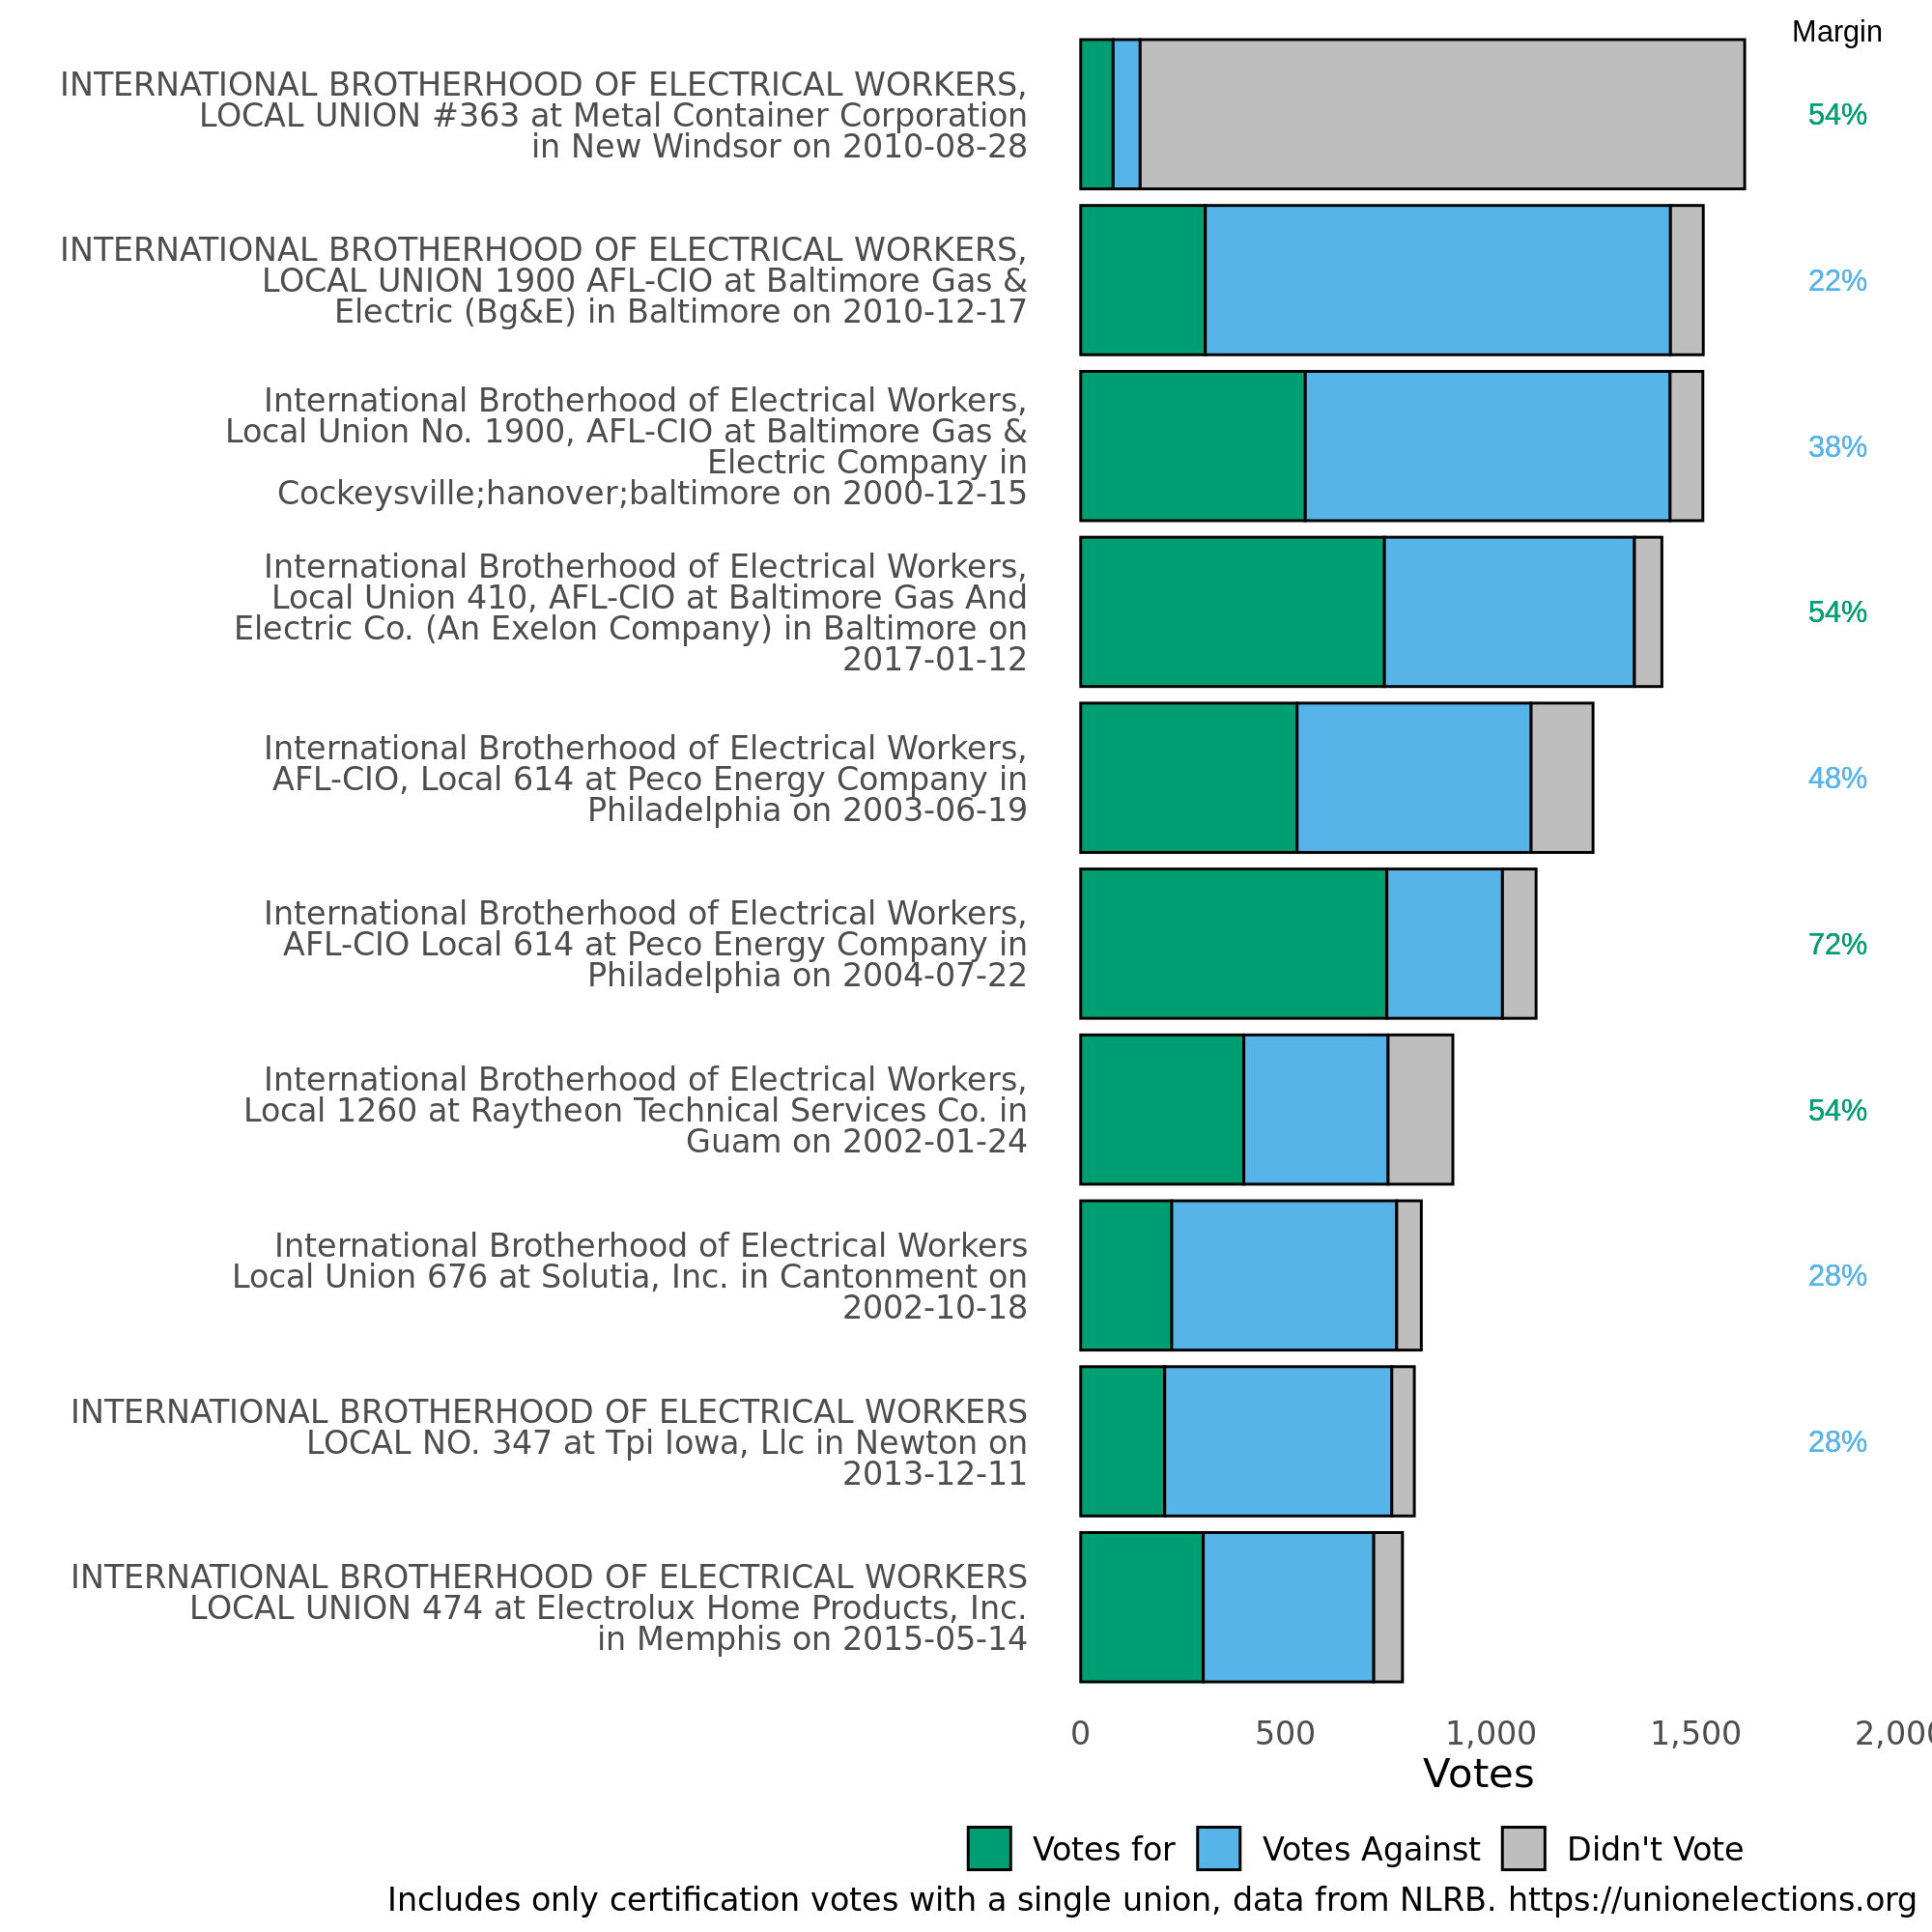 Margin
INTERNATIONAL BROTHERHOOD OF ELECTRICAL WORKERS,
LOCAL UNION #363 at Metal Container Corporation
in New Windsor on 2010-08-28
54%
INTERNATIONAL BROTHERHOOD OF ELECTRICAL WORKERS,
LOCAL UNION 1900 AFL-CIO at Baltimore Gas &
Electric (Bg&E) in Baltimore on 2010-12-17
22%
International Brotherhood of Electrical Workers,
Local Union No. 1900, AFL-CIO at Baltimore Gas &
Electric Company in
Cockeysville;hanover;baltimore on 2000-12-15
38%
International Brotherhood of Electrical Workers,
Local Union 410, AFL-CIO at Baltimore Gas And
Electric Co. (An Exelon Company) in Baltimore on
2017-01-12
54%
International Brotherhood of Electrical Workers,
AFL-CIO, Local 614 at Peco Energy Company in
Philadelphia on 2003-06-19
48%
International Brotherhood of Electrical Workers,
AFL-CIO Local 614 at Peco Energy Company in
Philadelphia on 2004-07-22
72%
International Brotherhood of Electrical Workers,
Local 1260 at Raytheon Technical Services Co. in
Guam on 2002-01-24
54%
International Brotherhood of Electrical Workers
Local Union 676 at Solutia, Inc. in Cantonment on
2002-10-18
28%
INTERNATIONAL BROTHERHOOD OF ELECTRICAL WORKERS
LOCAL NO. 347 at Tpi Iowa, Llc in Newton on
2013-12-11
28%
INTERNATIONAL BROTHERHOOD OF ELECTRICAL WORKERS
LOCAL UNION 474 at Electrolux Home Products, Inc.
in Memphis on 2015-05-14
0 500 1,000 1,500 2,000
Votes
Votes for Votes Against Didn't Vote
Includes only certification votes with a single union, data from NLRB. https://unionelections.org